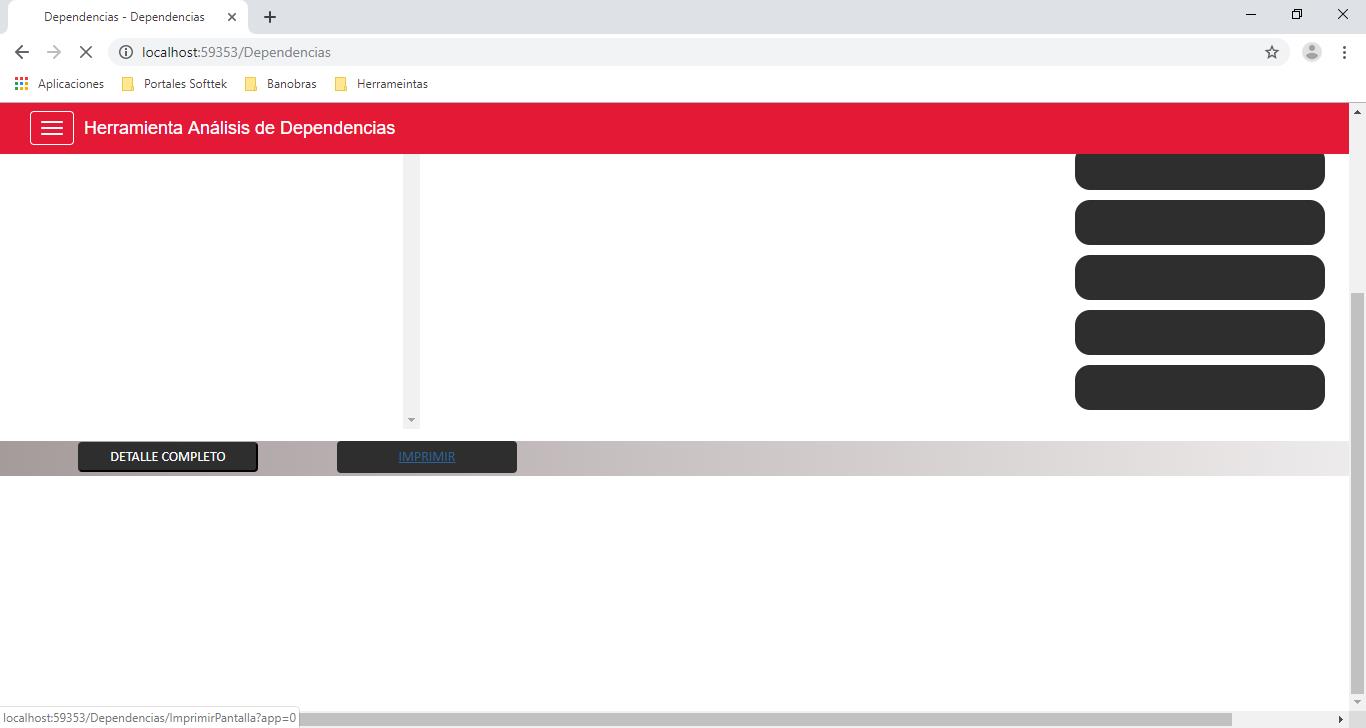 Dependencias - Dependencias
localhost:59353/Dependencias
Aplicaciones
Portales Softtek
Banobras
Herrameintas
Herramienta Análisis de Dependencias
DETALLE COMPLETO
IMPRIMIR
localhost:59353/Dependencias/ImprimirPantalla?app=0